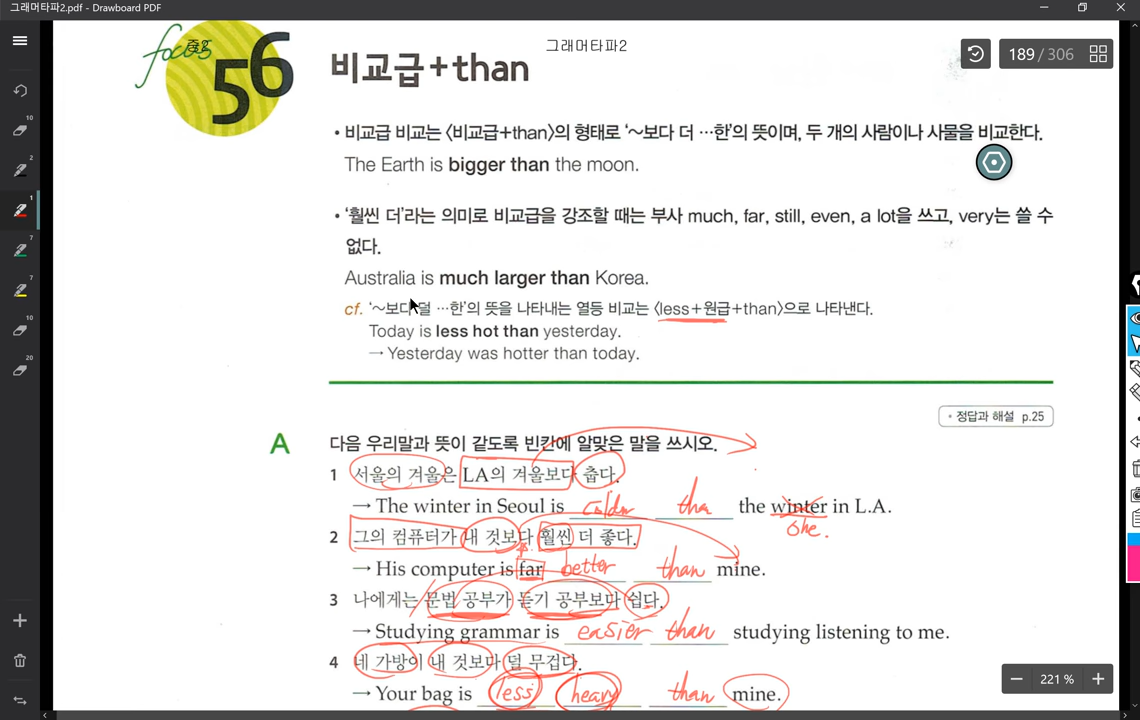 그래머타파2.pdf - Drawboard PDF
그래머타파2
189 / 306
focus 56 비교급+than
• 비교급 비교는 〈비교급+than〉의 형태로 '~보다 더 …한'의 뜻이며, 두 개의 사람이나 사물을 비교한다.
The Earth is bigger than the moon.
• '훨씬 더'라는 의미로 비교급을 강조할 때는 부사 much, far, still, even, a lot을 쓰고, very는 쓸 수
없다.
Australia is much larger than Korea.
cf. '~보다 덜 …한'의 뜻을 나타내는 열등 비교는 〈less+원급+than〉으로 나타낸다.
Today is less hot than yesterday.
→ Yesterday was hotter than today.
• 정답과 해설 p.25
A 다음 우리말과 뜻이 같도록 빈칸에 알맞은 말을 쓰시오.
1 서울의 겨울은 LA의 겨울보다 춥다.
→ The winter in Seoul is colder tha the winter in L.A.
one.
2 그의 컴퓨터가 내 것보다 훨씬 더 좋다.
→ His computer is far better than mine.
3 나에게는 문법 공부가 듣기 공부보다 쉽다.
→ Studying grammar is easier than studying listening to me.
4 네 가방이 내 것보다 덜 무겁다.
→ Your bag is less heavy than mine.
10
2
1
7
7
10
20
221 %